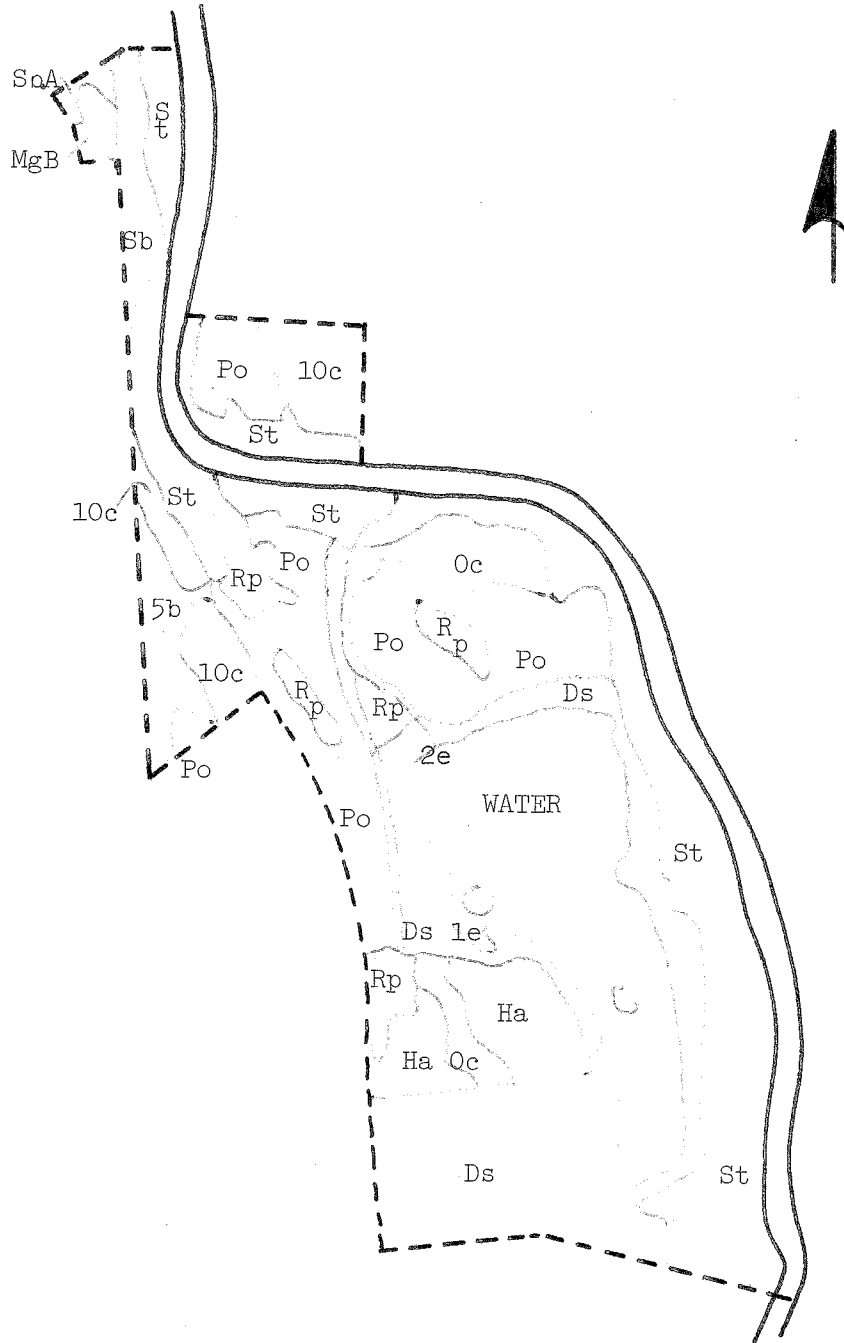 SpA
St
MgB
Sb
Po 10c
St
St
10c
St
Po
Oc
Rp
5b
Rp
Po
Po
10c
Rp
Rp
Ds
2e
Po
WATER
Po
St
Ds 1e
Rp
Ha
Ha Oc
Ds
St